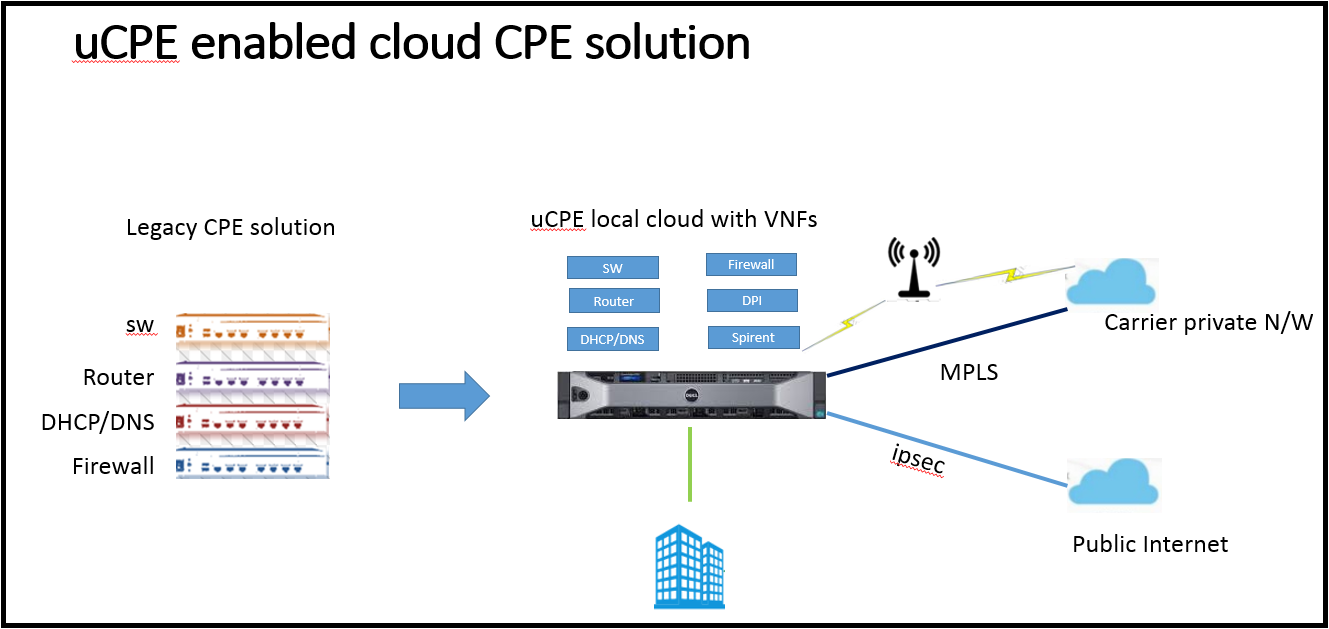 uCPE enabled cloud CPE solution
Legacy CPE solution
sw
Router
DHCP/DNS
Firewall
uCPE local cloud with VNFs
SW
Firewall
Router
DPI
DHCP/DNS
Spirent
DELL
Carrier private N/W
MPLS
ipsec
Public Internet